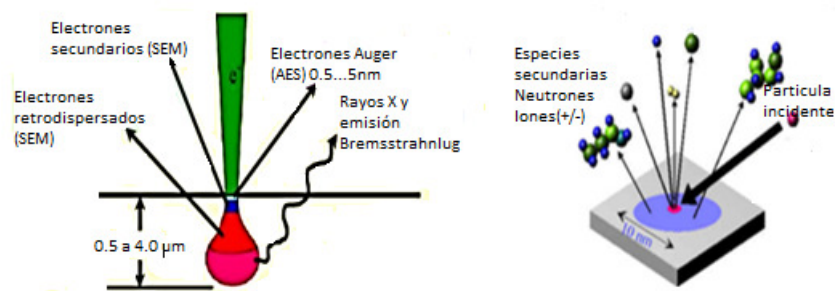 Electrones
secundarios (SEM)
Electrones Auger
(AES) 0.5...5nm
Electrones
retrodispersados
(SEM)
Rayos X y
emisión
Bremsstrahnlug
e
0.5 a 4.0 µm
Especies
secundarias
Neutrones
Iones(+/-)
Particula
incidente
10 nm